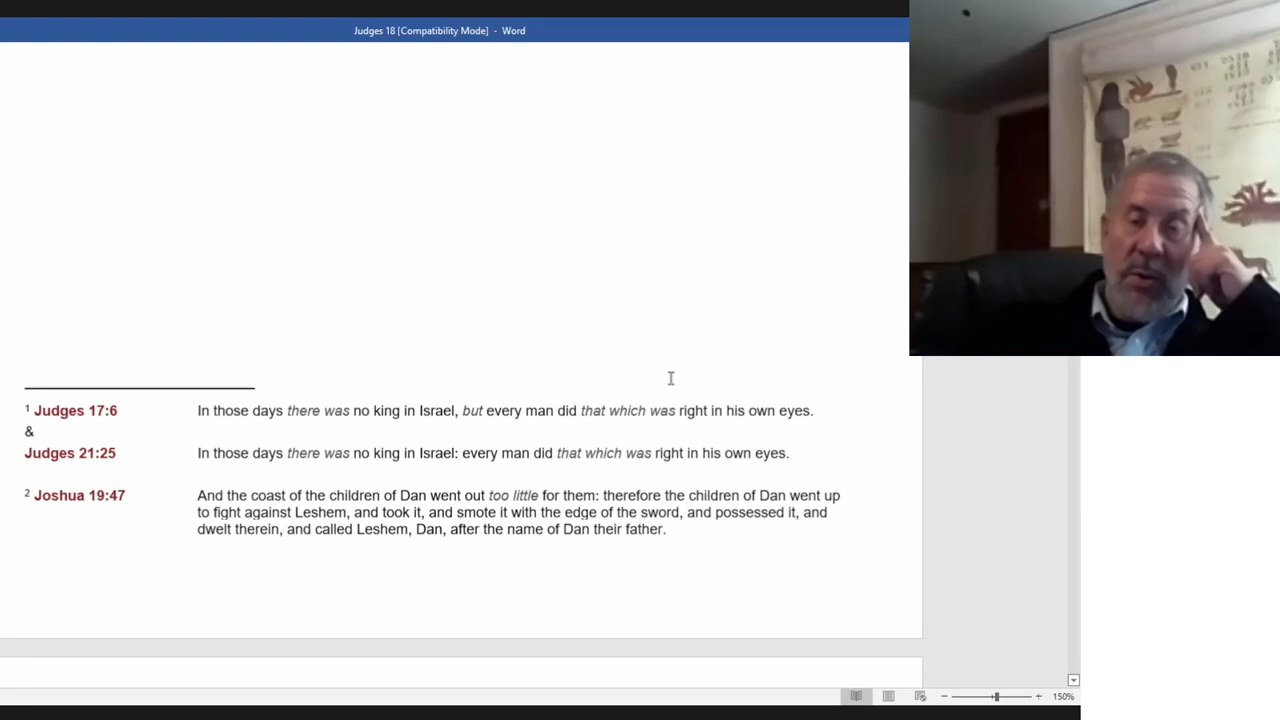 Judges 18 [Compatibility Mode] - Word
1 Judges 17:6 In those days there was no king in Israel, but every man did that which was right in his own eyes.
&
Judges 21:25 In those days there was no king in Israel: every man did that which was right in his own eyes.
2 Joshua 19:47 And the coast of the children of Dan went out too little for them: therefore the children of Dan went up
to fight against Leshem, and took it, and smote it with the edge of the sword, and possessed it, and
dwelt therein, and called Leshem, Dan, after the name of Dan their father.
150%